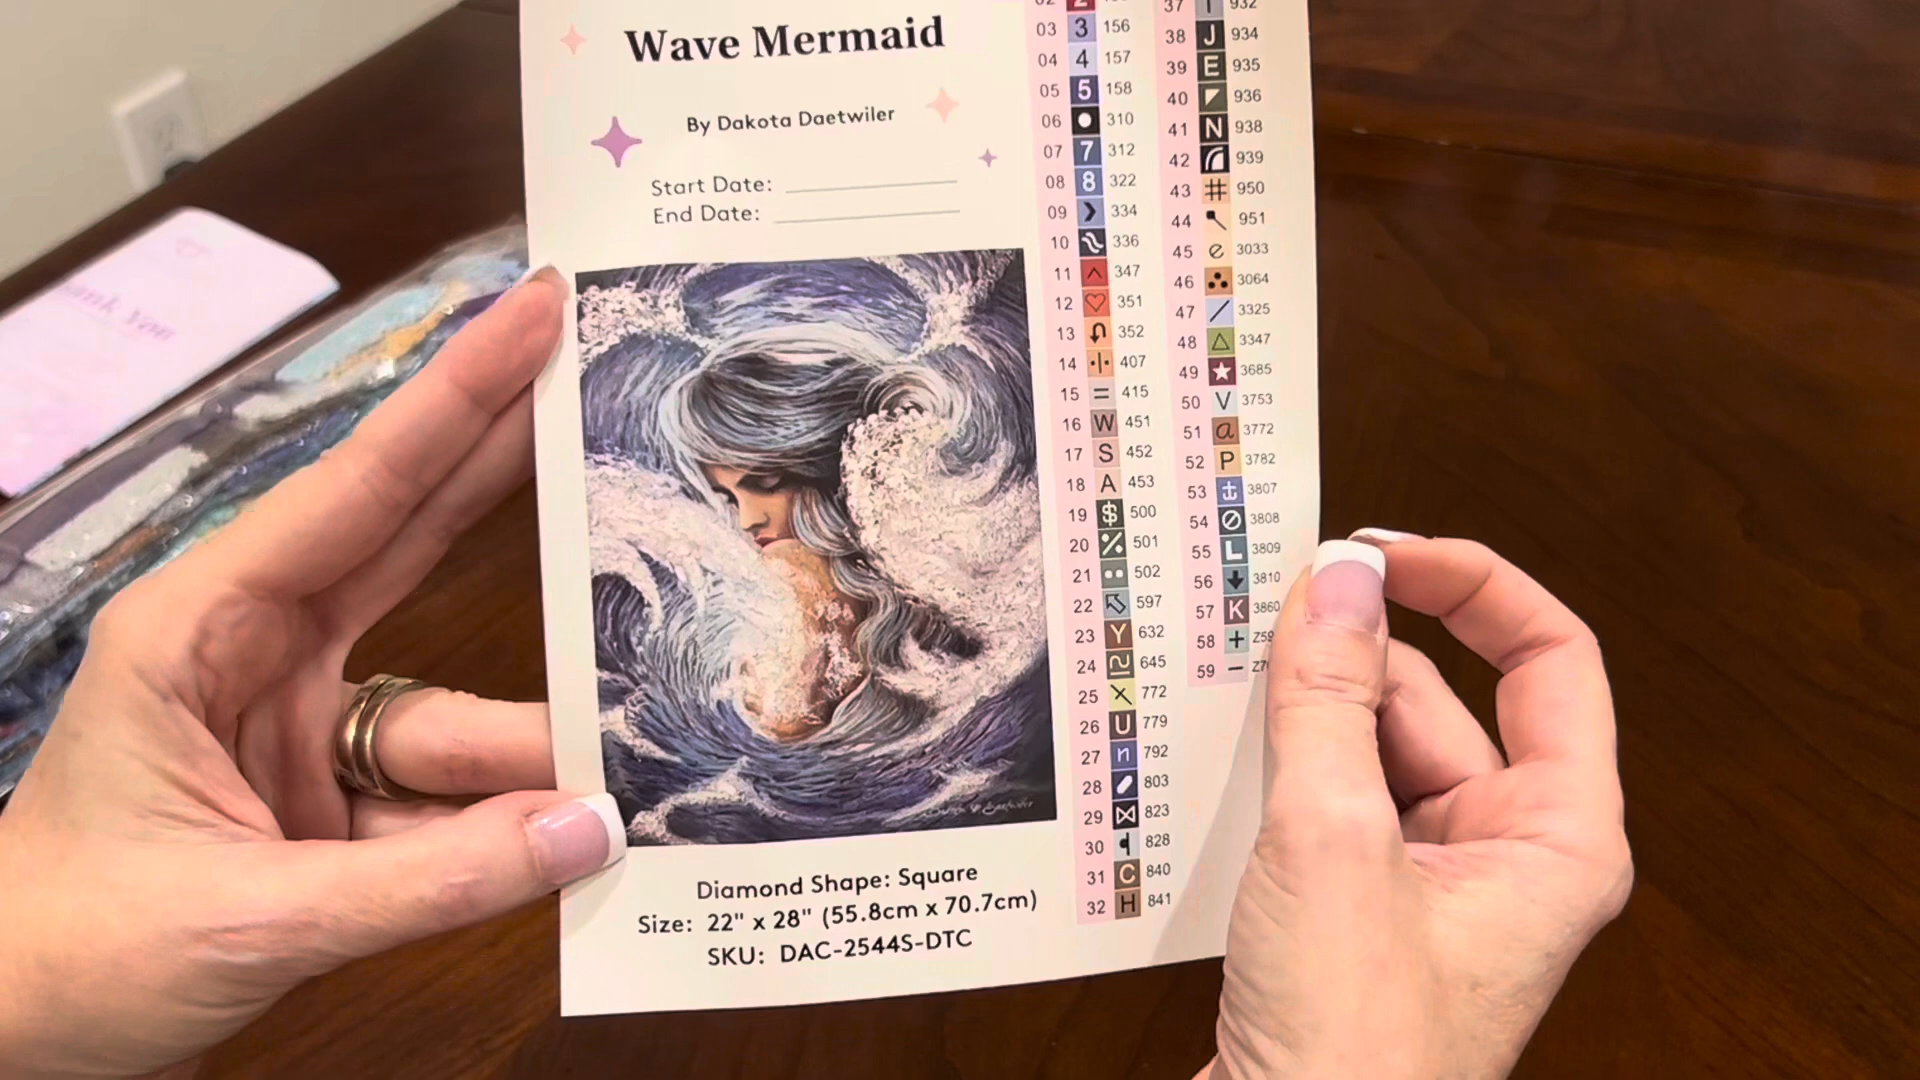 Wave Mermaid
By Dakota Daetwiler
Start Date:
End Date:
Diamond Shape: Square
Size: 22" x 28" (55.8cm x 70.7cm)
SKU: DAC-2544S-DTC
02 2
03 3 156
04 4 157
05 5 158
06 310
07 7 312
08 8 322
09 334
10 336
11 347
12 351
13 352
14 407
15 = 415
16 W 451
17 S 452
18 A 453
19 $ 500
20 % 501
21 502
22 597
23 Y 632
24 645
25 772
26 U 779
27 n 792
28 803
29 823
30 828
31 C 840
32 H 841
37 932
38 J 934
39 E 935
40 936
41 N 938
42 939
43 # 950
44 951
45 e 3033
46 3064
47 / 3325
48 △ 3347
49 ★ 3685
50 V 3753
51 a 3772
52 P 3782
53 3807
54 3808
55 L 3809
56 3810
57 K 3860
58 +
59 −
You